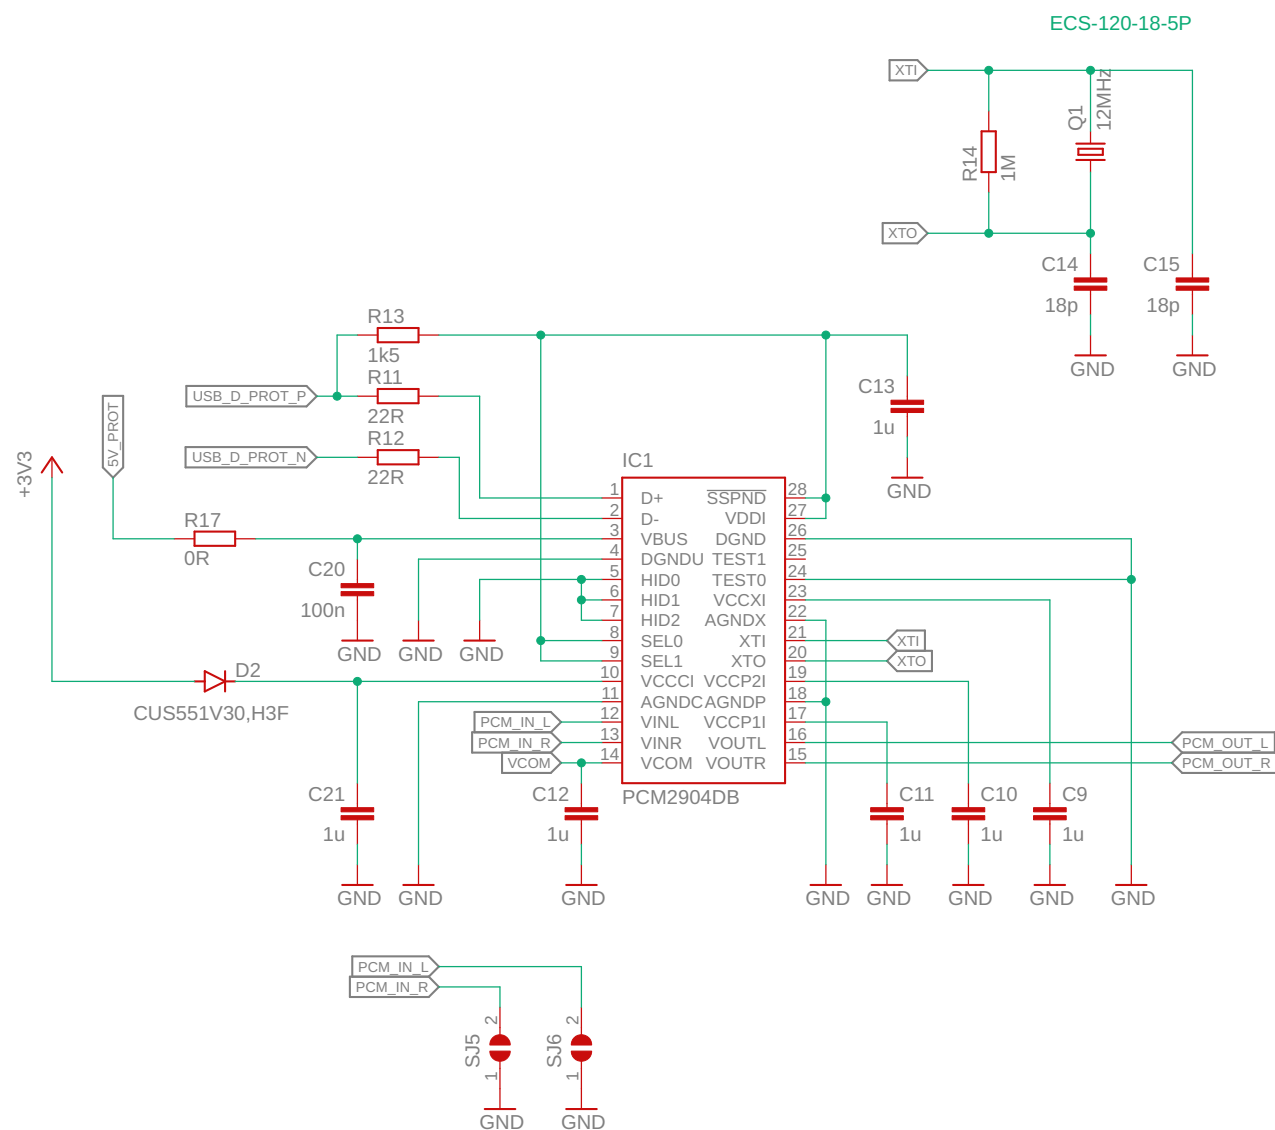 ECS-120-18-5P
XTI
Q1
12MHz
R14
1M
XTO
C14
18p
C15
18p
GND
GND
R13
1k5
R11
22R
USB_D_PROT_P
R12
22R
USB_D_PROT_N
5V_PROT
+3V3
C13
1u
GND
R17
0R
C20
100n
GND
GND
GND
D2
CUS551V30,H3F
IC1
1 D+ SSPND 28
2 D- VDDI 27
3 VBUS DGND 26
4 DGNDU TEST1 25
5 HID0 TEST0 24
6 HID1 VCCXI 23
7 HID2 AGNDX 22
8 SEL0 XTI 21 XTI
9 SEL1 XTO 20 XTO
10 VCCCI VCCP2I 19
11 AGNDC AGNDP 18
PCM_IN_L 12 VINL VCCP1I 17
PCM_IN_R 13 VINR VOUTL 16 PCM_OUT_L
VCOM 14 VCOM VOUTR 15 PCM_OUT_R
PCM2904DB
C21
1u
C12
1u
C11
1u
C10
1u
C9
1u
GND
GND
GND
GND
GND
GND
GND
GND
PCM_IN_L
PCM_IN_R
SJ5
2
1
SJ6
2
1
GND
GND